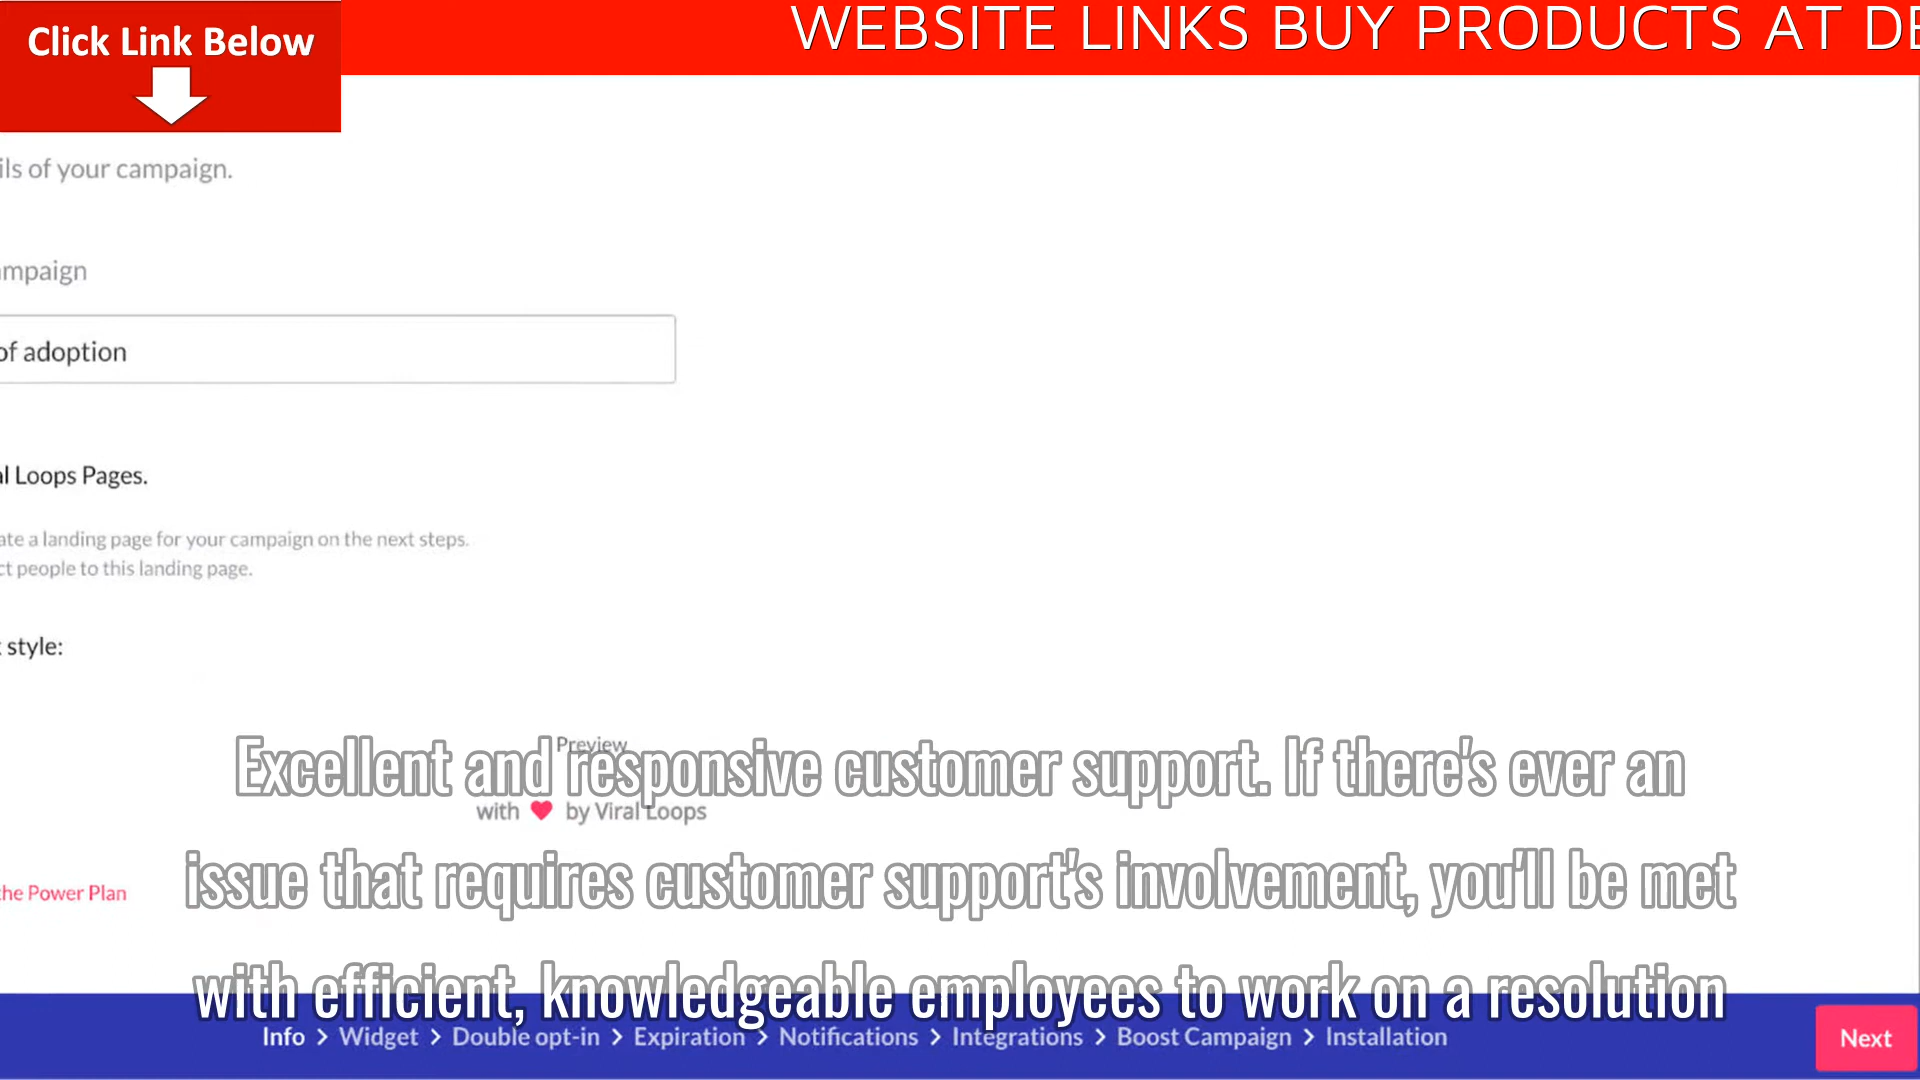 Click Link Below
WEBSITE LINKS BUY PRODUCTS AT DE
ils of your campaign.
ampaign
of adoption
al Loops Pages.
ate a landing page for your campaign on the next steps.
ct people to this landing page.
style:
Preview
with by Viral Loops
the Power Plan
Excellent and responsive customer support. If there's ever an
issue that requires customer support's involvement, you'll be met
with efficient, knowledgeable employees to work on a resolution
Info > Widget > Double opt-in > Expiration > Notifications > Integrations > Boost Campaign > Installation
Next